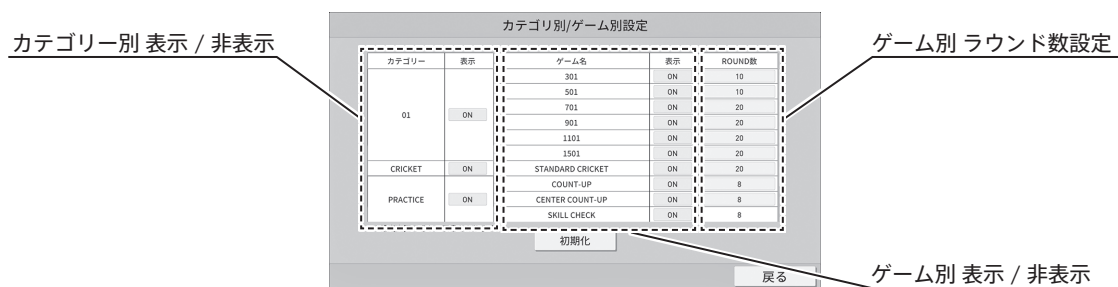 カテゴリ別/ゲーム別設定
カテゴリー別 表示 / 非表示
ゲーム別 ラウンド数設定
カテゴリー 表示 ゲーム名 表示 ROUND数
301 ON 10
501 ON 10
701 ON 20
01 ON
901 ON 20
1101 ON 20
1501 ON 20
CRICKET ON STANDARD CRICKET ON 20
COUNT-UP ON 8
PRACTICE ON CENTER COUNT-UP ON 8
SKILL CHECK ON 8
初期化
戻る
ゲーム別 表示 / 非表示